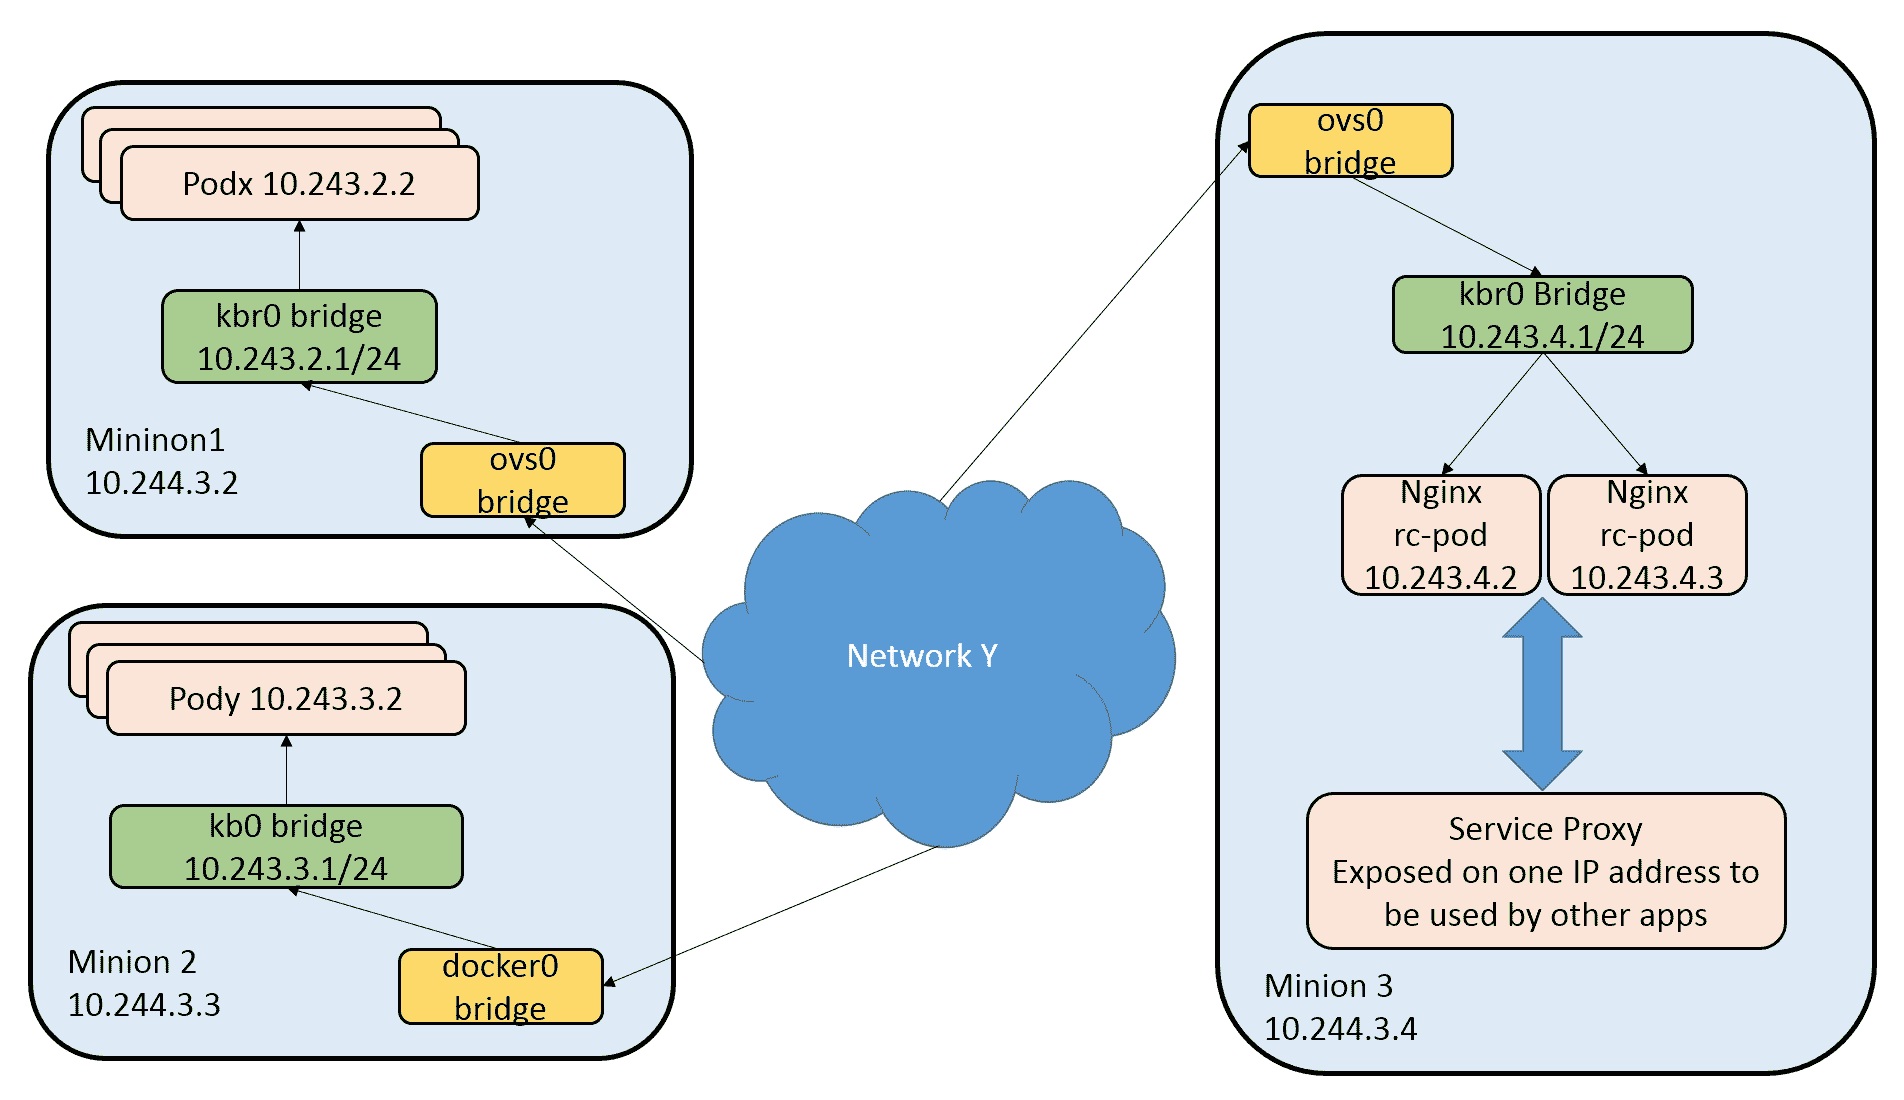 Podx 10.243.2.2
kbr0 bridge
10.243.2.1/24
Mininon1
10.244.3.2
ovs0
bridge
Pody 10.243.3.2
kb0 bridge
10.243.3.1/24
Minion 2
10.244.3.3
docker0
bridge
Network Y
ovs0
bridge
kbr0 Bridge
10.243.4.1/24
Nginx
rc-pod
10.243.4.2
Nginx
rc-pod
10.243.4.3
Service Proxy
Exposed on one IP address to
be used by other apps
Minion 3
10.244.3.4